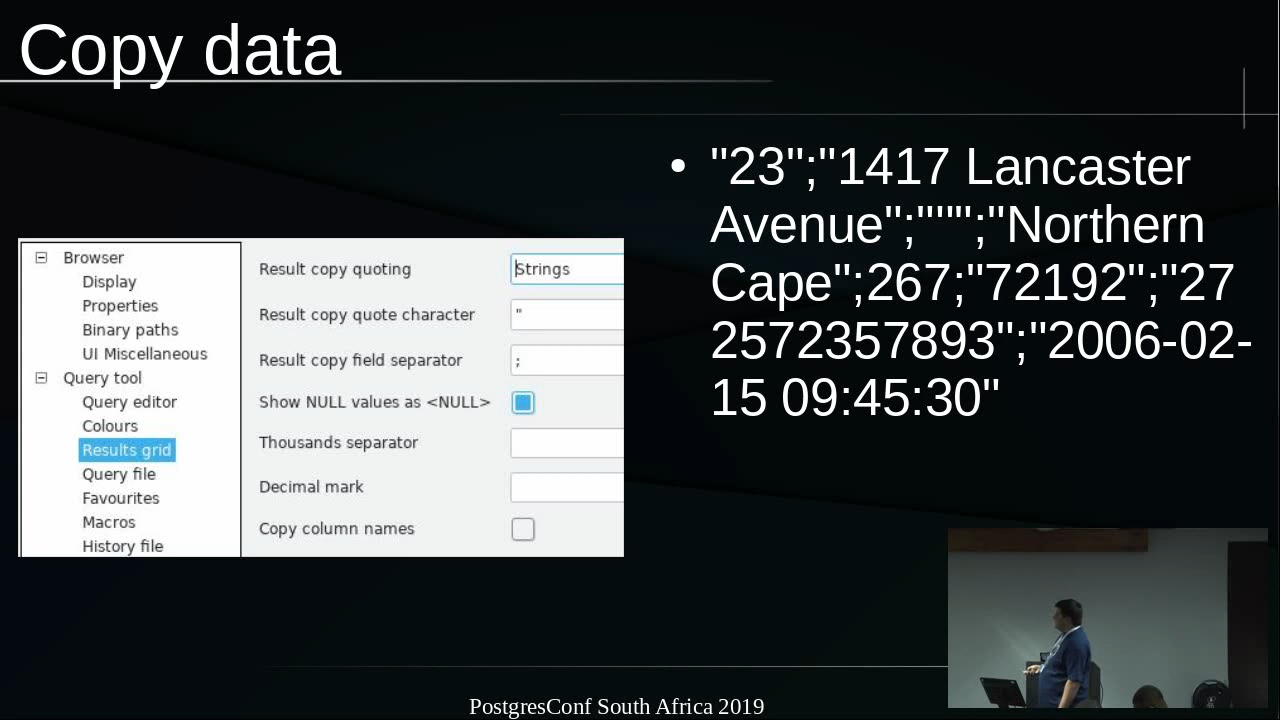 Copy data
Browser
Display
Properties
Binary paths
UI Miscellaneous
Query tool
Query editor
Colours
Results grid
Query file
Favourites
Macros
History file
Result copy quoting
Strings
Result copy quote character
"
Result copy field separator
;
Show NULL values as <NULL>
Thousands separator
Decimal mark
Copy column names
• "23";"1417 Lancaster
Avenue";"""";"Northern
Cape";267;"72192";"27
2572357893";"2006-02-
15 09:45:30"
PostgresConf South Africa 2019